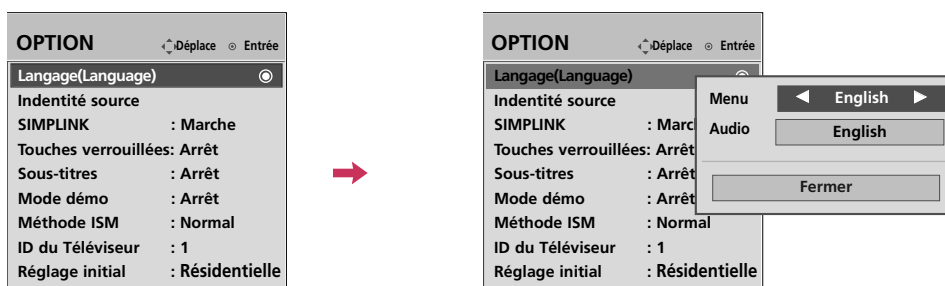 OPTION Déplace Entrée
Langage(Language)
Indentité source
SIMPLINK : Marche
Touches verrouillées: Arrêt
Sous-titres : Arrêt
Mode démo : Arrêt
Méthode ISM : Normal
ID du Téléviseur : 1
Réglage initial : Résidentielle
OPTION Déplace Entrée
Langage(Language)
Indentité source
SIMPLINK : Marc
Touches verrouillées: Arrêt
Sous-titres : Arrêt
Mode démo : Arrêt
Méthode ISM : Normal
ID du Téléviseur : 1
Réglage initial : Résidentielle
Menu English
Audio English
Fermer